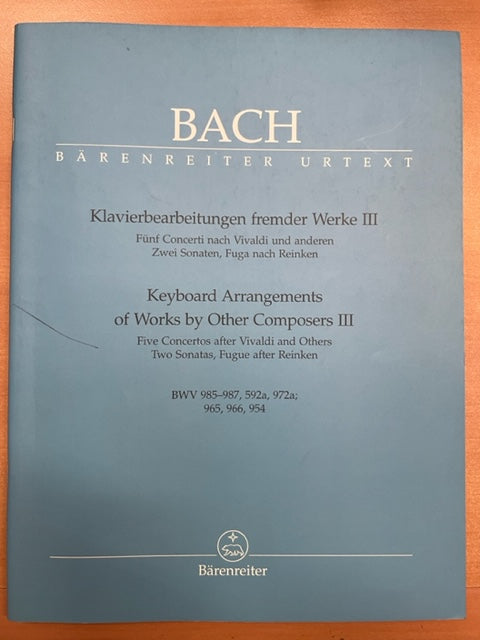 BACH
BÄRENREITER URTEXT
Klavierbearbeitungen fremder Werke III
Fünf Concerti nach Vivaldi und anderen
Zwei Sonaten, Fuga nach Reinken
Keyboard Arrangements
of Works by Other Composers III
Five Concertos after Vivaldi and Others
Two Sonatas, Fugue after Reinken
BWV 985–987, 592a, 972a;
965, 966, 954
Bärenreiter